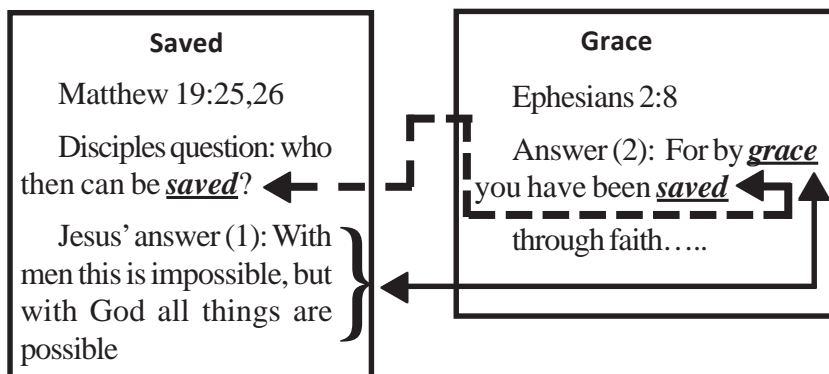 Saved
Matthew 19:25,26
Disciples question: who
then can be saved?
Jesus' answer (1): With
men this is impossible, but
with God all things are
possible
Grace
Ephesians 2:8
Answer (2): For by grace
you have been saved
through faith.….